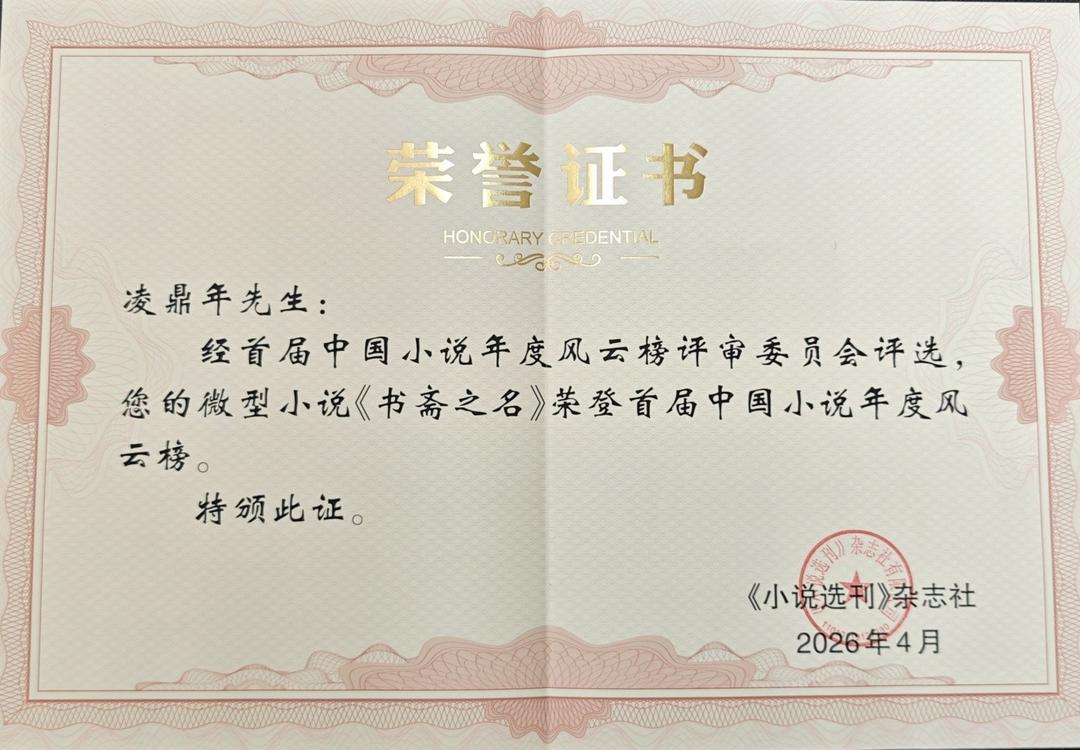 荣誉证书
HONORARY CREDENTIAL
凌鼎年先生：
经首届中国小说年度风云榜评审委员会评选，
您的微型小说《书斋之名》荣登首届中国小说年度风
云榜。
特颁此证。
《小说选刊》杂志社
2026年4月